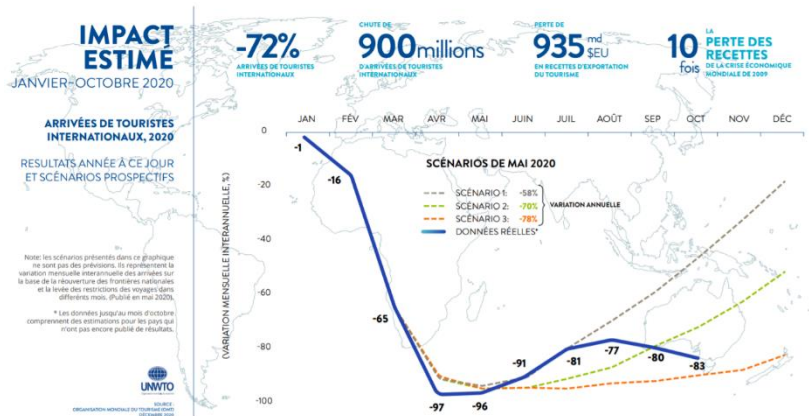 IMPACT
ESTIMÉ
JANVIER–OCTOBRE 2020
-72%
ARRIVÉES DE TOURISTES
INTERNATIONAUX
CHUTE DE
900 millions
D'ARRIVÉES DE TOURISTES
INTERNATIONAUX
PERTE DE
935 md
$EU
EN RECETTES D'EXPORTATION
DU TOURISME
10
fois
LA
PERTE DES
RECETTES
DE LA CRISE ÉCONOMIQUE
MONDIALE DE 2009
ARRIVÉES DE TOURISTES
INTERNATIONAUX, 2020
RESULTATS ANNÉE À CE JOUR
ET SCÉNARIOS PROSPECTIFS
Note: les scénarios présentés dans ce graphique
ne sont pas des prévisions. Ils représentent la
variation mensuelle interannuelle des arrivées sur
la base de la réouverture des frontières nationales
et la levée des restrictions des voyages dans
différents mois. (Publié en mai 2020).
* Les données jusqu'au mois d'octobre
comprennent des estimations pour les pays qui
n'ont pas encore publié de résultats.
UNWTO
SOURCE :
ORGANISATION MONDIALE DU TOURISME (OMT)
DÉCEMBRE 2020
JAN FÉV MAR AVR MAI JUIN JUIL AOÛT SEP OCT NOV DÉC
(VARIATION MENSUELLE INTERANNUELLE, %)
0
-20
-40
-60
-80
-100
SCÉNARIOS DE MAI 2020
SCÉNARIO 1: -58%
SCÉNARIO 2: -70%
SCÉNARIO 3: -78%
DONNÉES RÉELLES*
VARIATION ANNUELLE
-1
-16
-65
-97
-96
-91
-81
-77
-80
-83